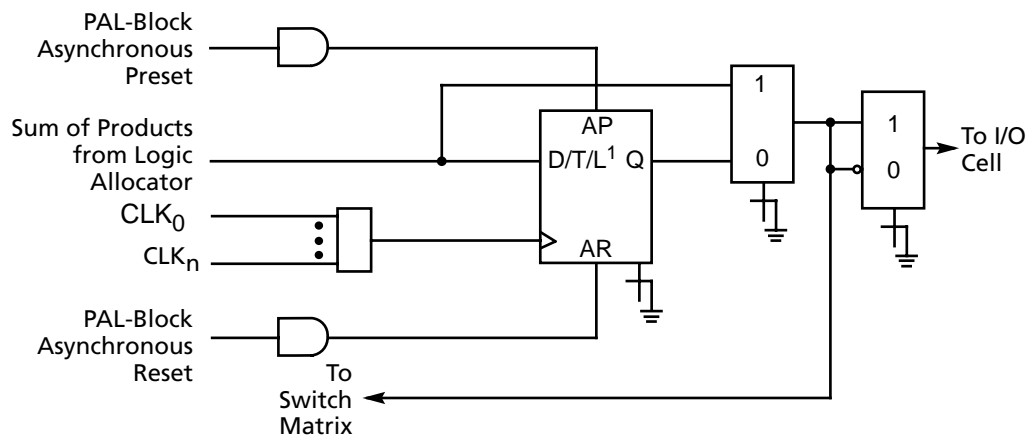 PAL-Block
Asynchronous
Preset
Sum of Products
from Logic
Allocator
CLK0
CLKn
PAL-Block
Asynchronous
Reset
AP
D/T/L1 Q
AR
1
0
1
0
To I/O
Cell
To
Switch
Matrix